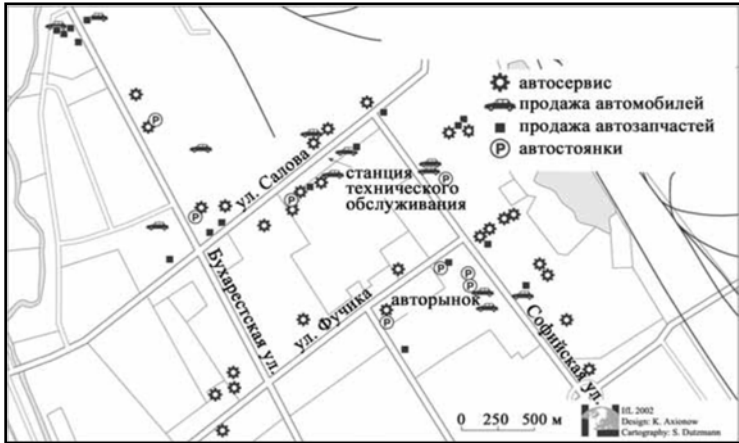 автосервис
продажа автомобилей
продажа автозапчастей
P автостоянки
P
ул. Салова
станция
технического
обслуживания
P
P
P
Бухарестская ул.
P
P
P
ул. Фучика
авторынок
P
Софийская ул.
0 250 500 м
IfL 2002
Design: K. Axionow
Cartography: S. Dutzmann